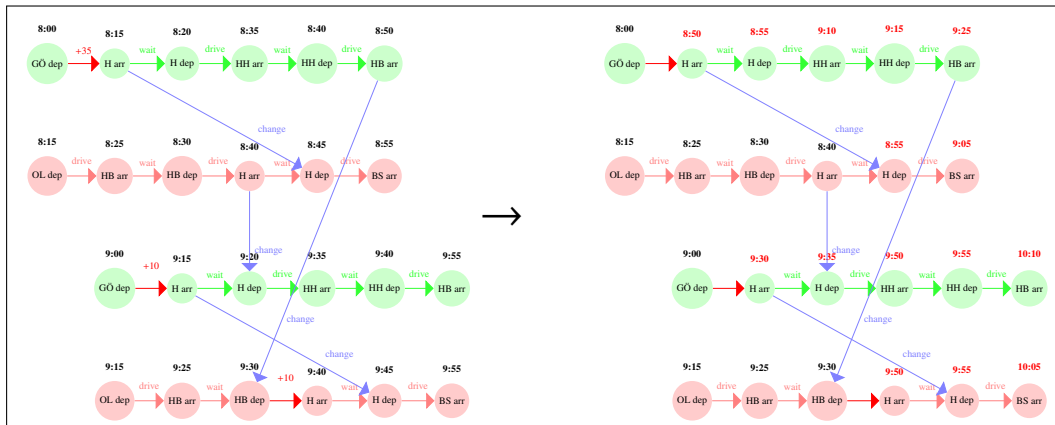 8:00 8:15 8:20 8:35 8:40 8:50
+35 wait drive wait drive
GÖ dep H arr H dep HH arr HH dep HB arr
change
8:15 8:25 8:30 8:40 8:45 8:55
drive wait drive wait drive
OL dep HB arr HB dep H arr H dep BS arr
9:00 9:15 9:20 9:35 9:40 9:55
change
+10 wait drive wait drive
GÖ dep H arr H dep HH arr HH dep HB arr
change
change
9:15 9:25 9:30 9:40 9:45 9:55
drive wait +10 wait drive
OL dep HB arr HB dep H arr H dep BS arr
→
8:00 8:50 8:55 9:10 9:15 9:25
wait drive wait drive
GÖ dep H arr H dep HH arr HH dep HB arr
change
8:15 8:25 8:30 8:40 8:55 9:05
drive wait drive wait drive
OL dep HB arr HB dep H arr H dep BS arr
9:00 9:30 9:35 9:50 9:55 10:10
change
wait drive wait drive
GÖ dep H arr H dep HH arr HH dep HB arr
change
change
9:15 9:25 9:30 9:50 9:55 10:05
drive wait wait drive
OL dep HB arr HB dep H arr H dep BS arr